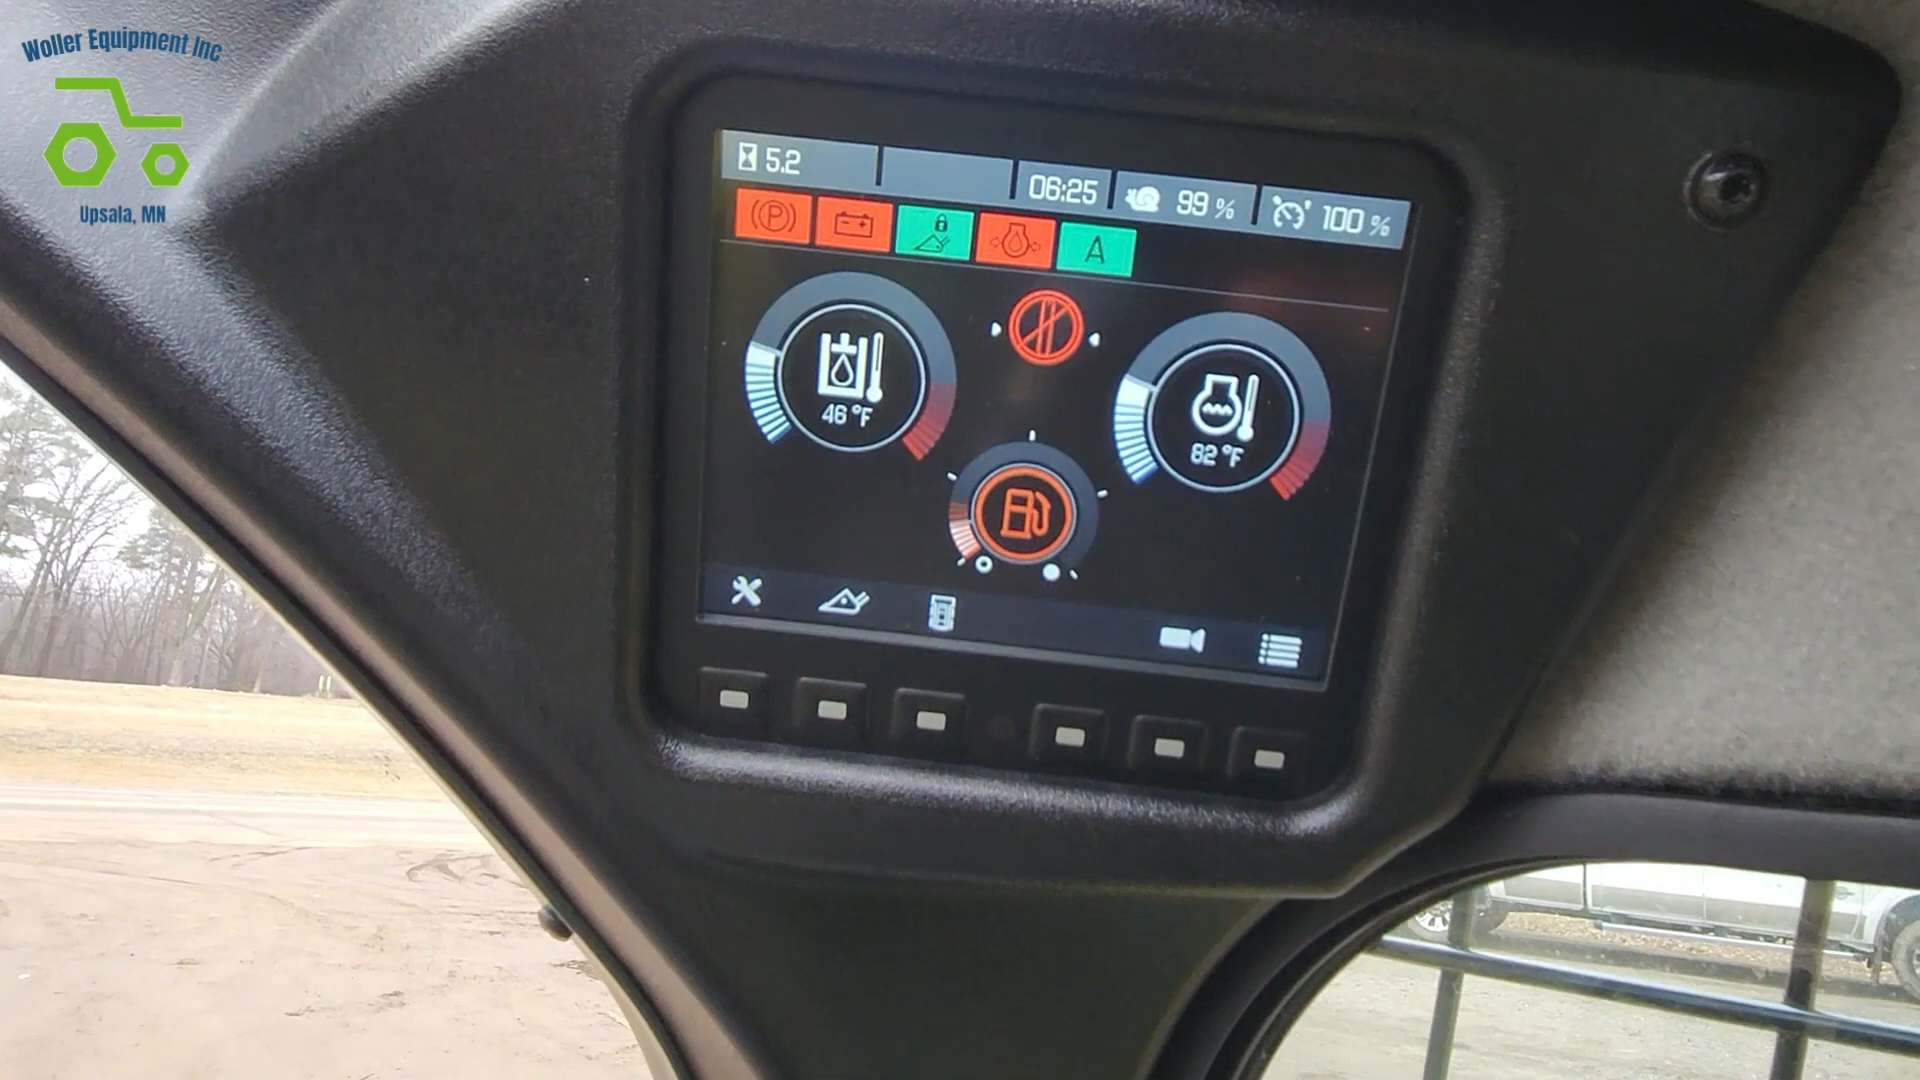 Woller Equipment Inc
Upsala, MN
5.2
06:25
99 %
100 %
P
A
46 °F
82 °F